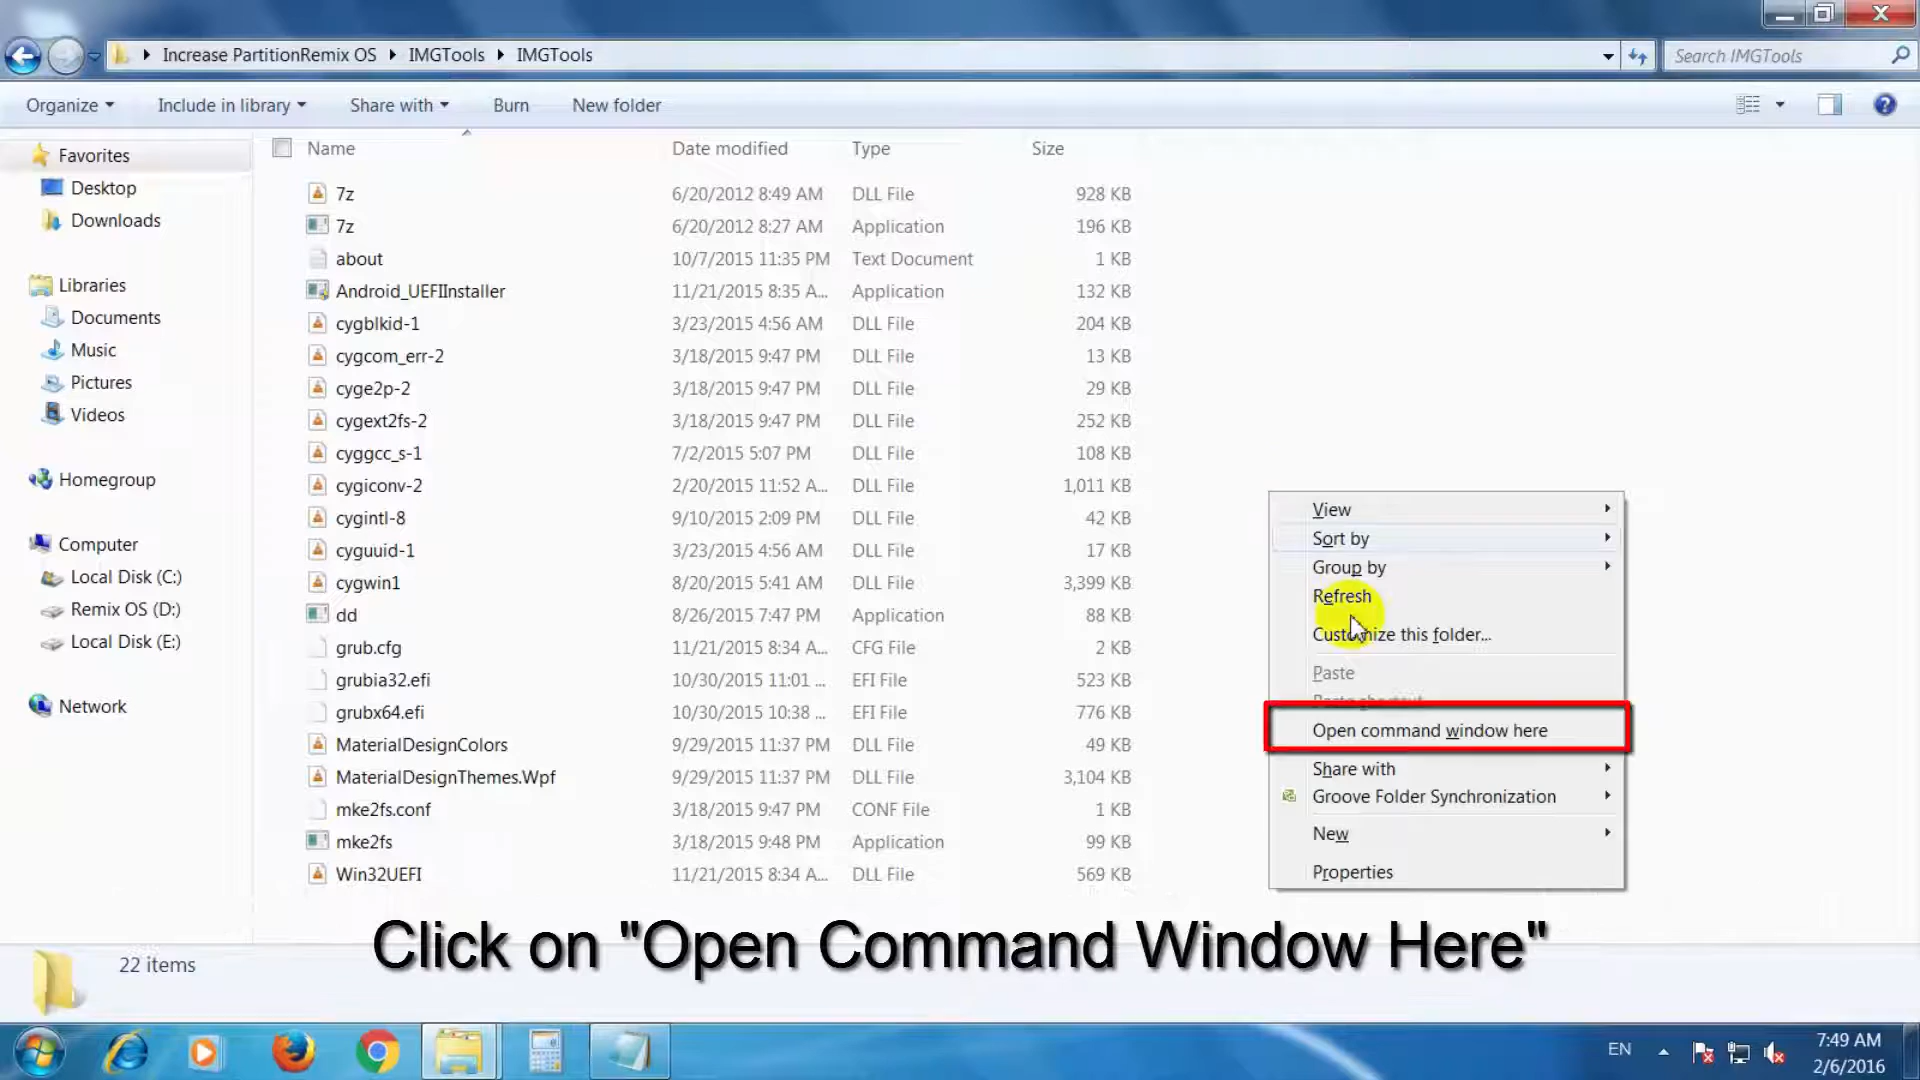 Increase PartitionRemix OS IMGTools IMGTools
Search IMGTools
Organize Include in library Share with Burn New folder
Name Date modified Type Size
Favorites
Desktop
Downloads
Libraries
Documents
Music
Pictures
Videos
Homegroup
Computer
Local Disk (C:)
Remix OS (D:)
Local Disk (E:)
Network
7z 6/20/2012 8:49 AM DLL File 928 KB
7z 6/20/2012 8:27 AM Application 196 KB
about 10/7/2015 11:35 PM Text Document 1 KB
Android_UEFIInstaller 11/21/2015 8:35 A... Application 132 KB
cygblkid-1 3/23/2015 4:56 AM DLL File 204 KB
cygcom_err-2 3/18/2015 9:47 PM DLL File 13 KB
cyge2p-2 3/18/2015 9:47 PM DLL File 29 KB
cygext2fs-2 3/18/2015 9:47 PM DLL File 252 KB
cyggcc_s-1 7/2/2015 5:07 PM DLL File 108 KB
cygiconv-2 2/20/2015 11:52 A... DLL File 1,011 KB
cygintl-8 9/10/2015 2:09 PM DLL File 42 KB
cyguuid-1 3/23/2015 4:56 AM DLL File 17 KB
cygwin1 8/20/2015 5:41 AM DLL File 3,399 KB
dd 8/26/2015 7:47 PM Application 88 KB
grub.cfg 11/21/2015 8:34 A... CFG File 2 KB
grubia32.efi 10/30/2015 11:01 ... EFI File 523 KB
grubx64.efi 10/30/2015 10:38 ... EFI File 776 KB
MaterialDesignColors 9/29/2015 11:37 PM DLL File 49 KB
MaterialDesignThemes.Wpf 9/29/2015 11:37 PM DLL File 3,104 KB
mke2fs.conf 3/18/2015 9:47 PM CONF File 1 KB
mke2fs 3/18/2015 9:48 PM Application 99 KB
Win32UEFI 11/21/2015 8:34 A... DLL File 569 KB
View
Sort by
Group by
Refresh
Customize this folder...
Paste
Paste shortcut
Open command window here
Share with
Groove Folder Synchronization
New
Properties
Click on "Open Command Window Here"
22 items
EN
7:49 AM
2/6/2016